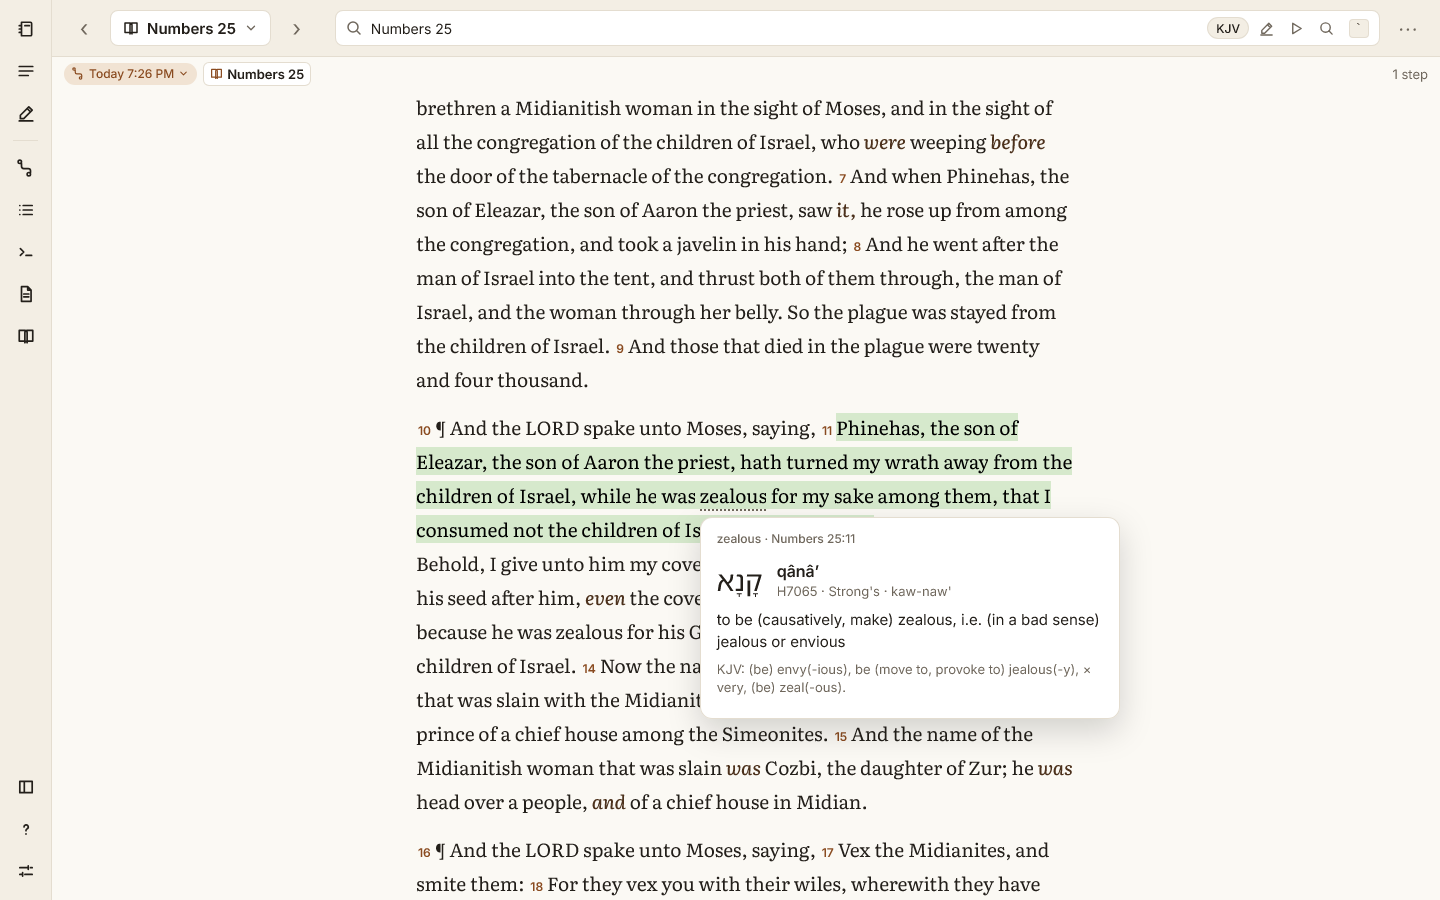 Numbers 25
Numbers 25
KJV
`
Today 7:26 PM
Numbers 25
1 step
brethren a Midianitish woman in the sight of Moses, and in the sight of
all the congregation of the children of Israel, who were weeping before
the door of the tabernacle of the congregation. 7 And when Phinehas, the
son of Eleazar, the son of Aaron the priest, saw it, he rose up from among
the congregation, and took a javelin in his hand; 8 And he went after the
man of Israel into the tent, and thrust both of them through, the man of
Israel, and the woman through her belly. So the plague was stayed from
the children of Israel. 9 And those that died in the plague were twenty
and four thousand.
10 ¶ And the LORD spake unto Moses, saying, 11 Phinehas, the son of
Eleazar, the son of Aaron the priest, hath turned my wrath away from the
children of Israel, while he was zealous for my sake among them, that I
consumed not the children of Is
Behold, I give unto him my cove
his seed after him, even the cove
because he was zealous for his G
children of Israel. 14 Now the na
that was slain with the Midianit
prince of a chief house among the Simeonites. 15 And the name of the
Midianitish woman that was slain was Cozbi, the daughter of Zur; he was
head over a people, and of a chief house in Midian.
16 ¶ And the LORD spake unto Moses, saying, 17 Vex the Midianites, and
smite them: 18 For they vex you with their wiles, wherewith they have
zealous · Numbers 25:11
קָנָא
qânâʼ
H7065 · Strong's · kaw-naw'
to be (causatively, make) zealous, i.e. (in a bad sense)
jealous or envious
KJV: (be) envy(-ious), be (move to, provoke to) jealous(-y), ×
very, (be) zeal(-ous).